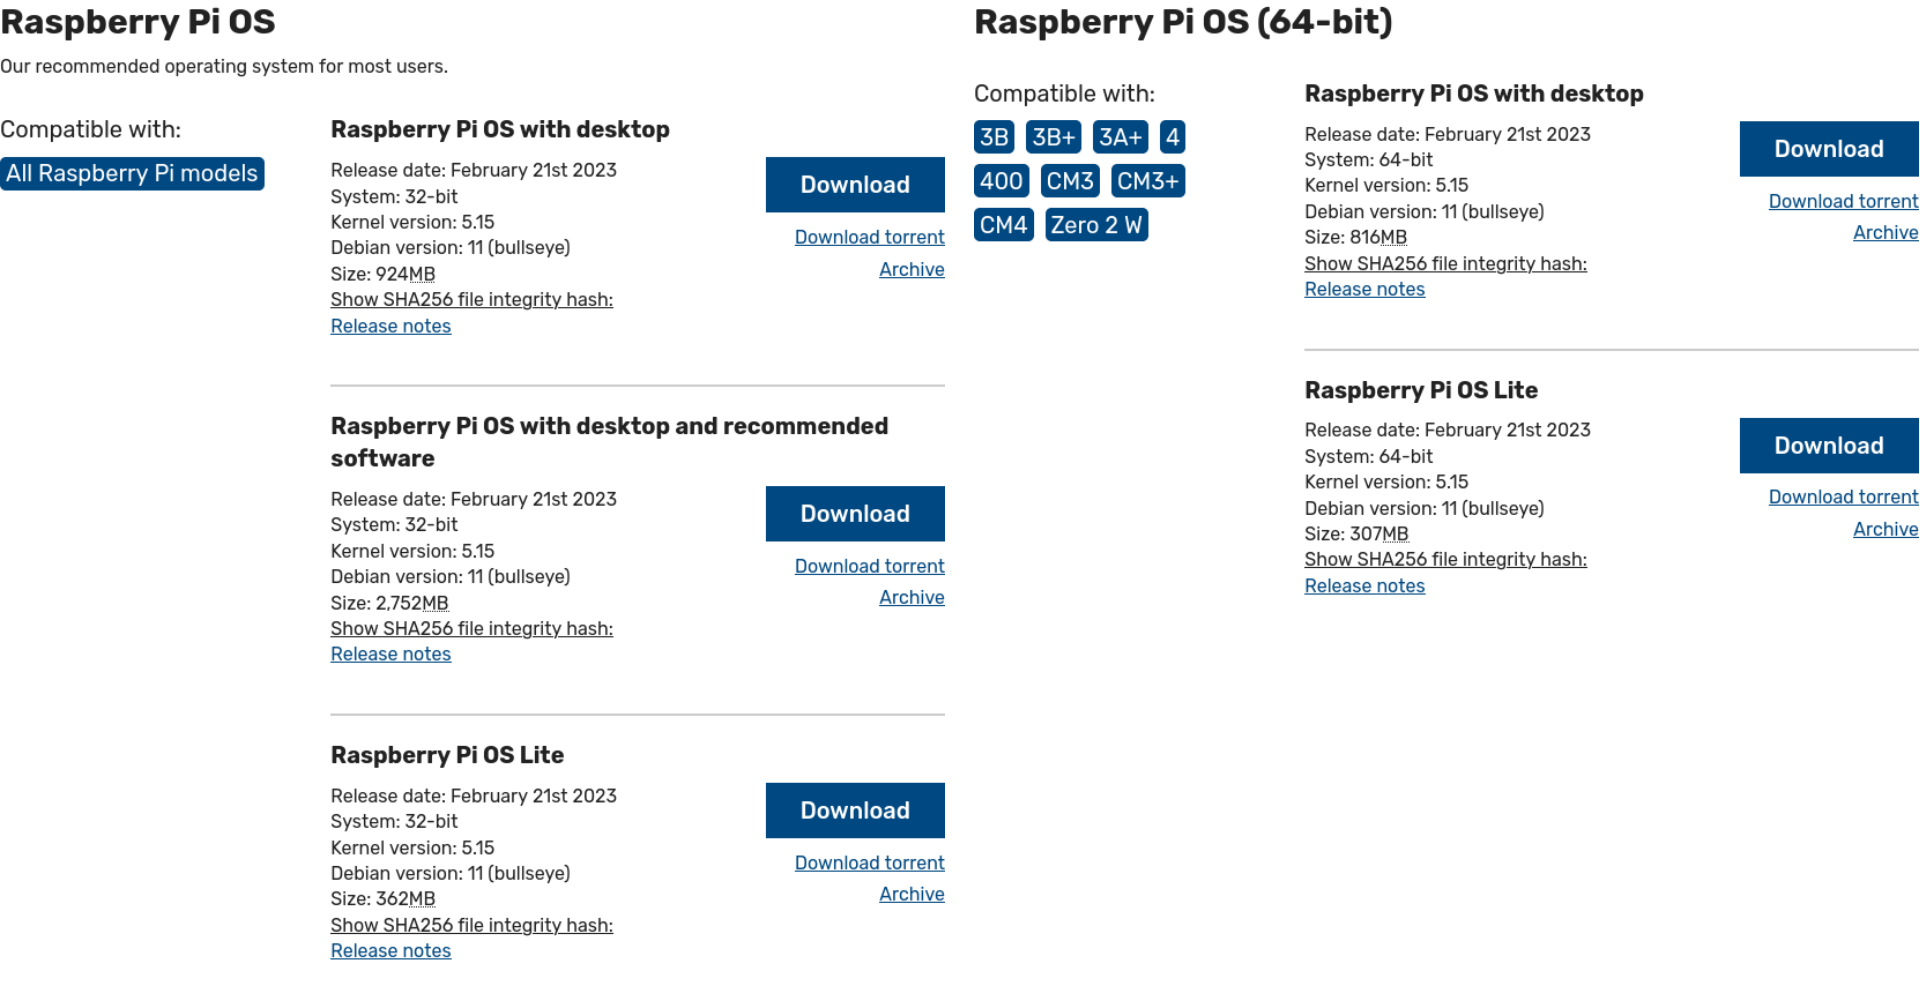 Raspberry Pi OS
Our recommended operating system for most users.
Compatible with:
All Raspberry Pi models
Raspberry Pi OS with desktop
Release date: February 21st 2023
System: 32-bit
Kernel version: 5.15
Debian version: 11 (bullseye)
Size: 924MB
Show SHA256 file integrity hash:
Release notes
Download
Download torrent
Archive
Raspberry Pi OS with desktop and recommended
software
Release date: February 21st 2023
System: 32-bit
Kernel version: 5.15
Debian version: 11 (bullseye)
Size: 2,752MB
Show SHA256 file integrity hash:
Release notes
Download
Download torrent
Archive
Raspberry Pi OS Lite
Release date: February 21st 2023
System: 32-bit
Kernel version: 5.15
Debian version: 11 (bullseye)
Size: 362MB
Show SHA256 file integrity hash:
Release notes
Download
Download torrent
Archive
Raspberry Pi OS (64-bit)
Compatible with:
3B 3B+ 3A+ 4
400 CM3 CM3+
CM4 Zero 2 W
Raspberry Pi OS with desktop
Release date: February 21st 2023
System: 64-bit
Kernel version: 5.15
Debian version: 11 (bullseye)
Size: 816MB
Show SHA256 file integrity hash:
Release notes
Download
Download torrent
Archive
Raspberry Pi OS Lite
Release date: February 21st 2023
System: 64-bit
Kernel version: 5.15
Debian version: 11 (bullseye)
Size: 307MB
Show SHA256 file integrity hash:
Release notes
Download
Download torrent
Archive